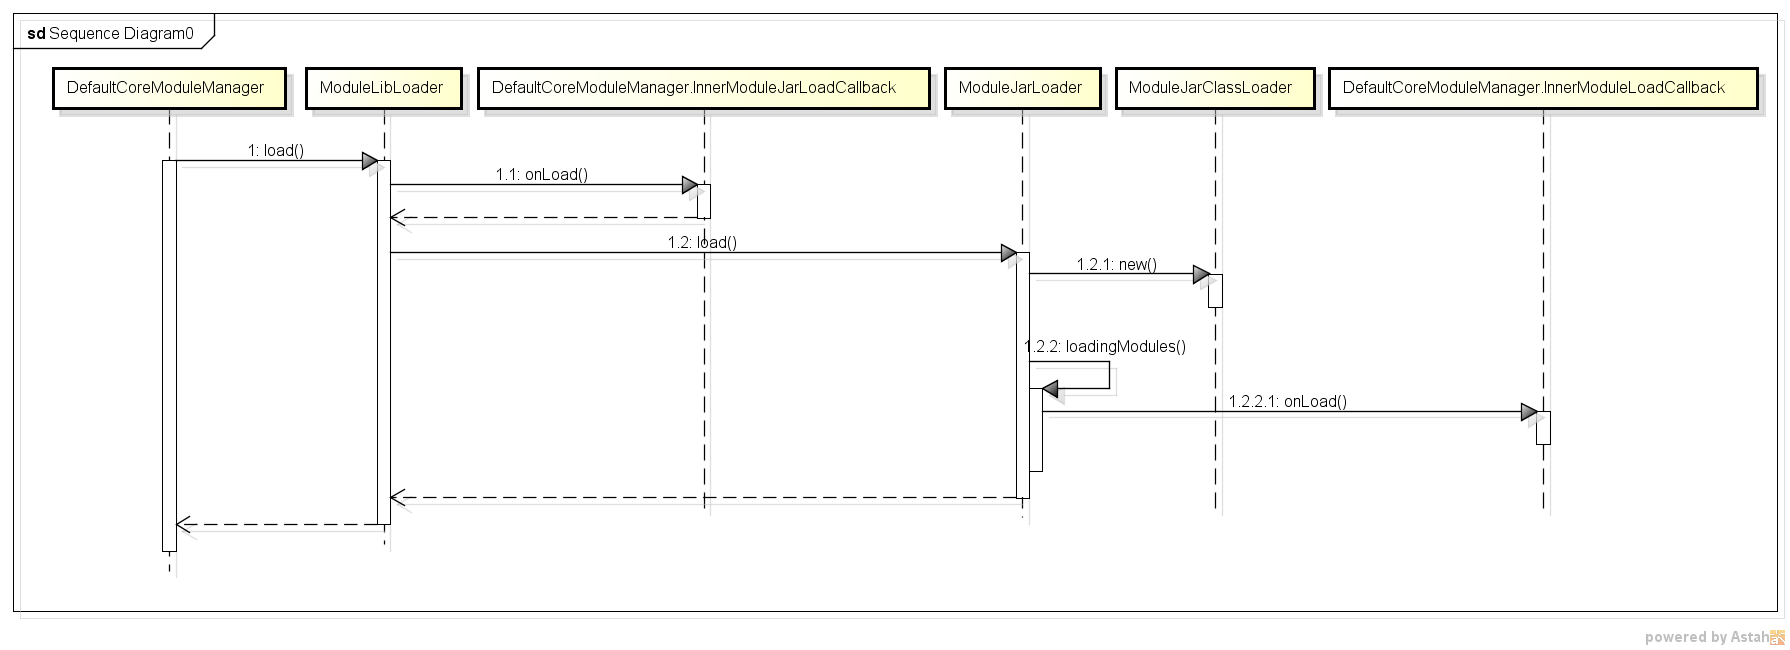 sd Sequence Diagram0
DefaultCoreModuleManager
ModuleLibLoader
DefaultCoreModuleManager.InnerModuleJarLoadCallback
ModuleJarLoader
ModuleJarClassLoader
DefaultCoreModuleManager.InnerModuleLoadCallback
1: load()
1.1: onLoad()
1.2: load()
1.2.1: new()
1.2.2: loadingModules()
1.2.2.1: onLoad()
powered by Astah